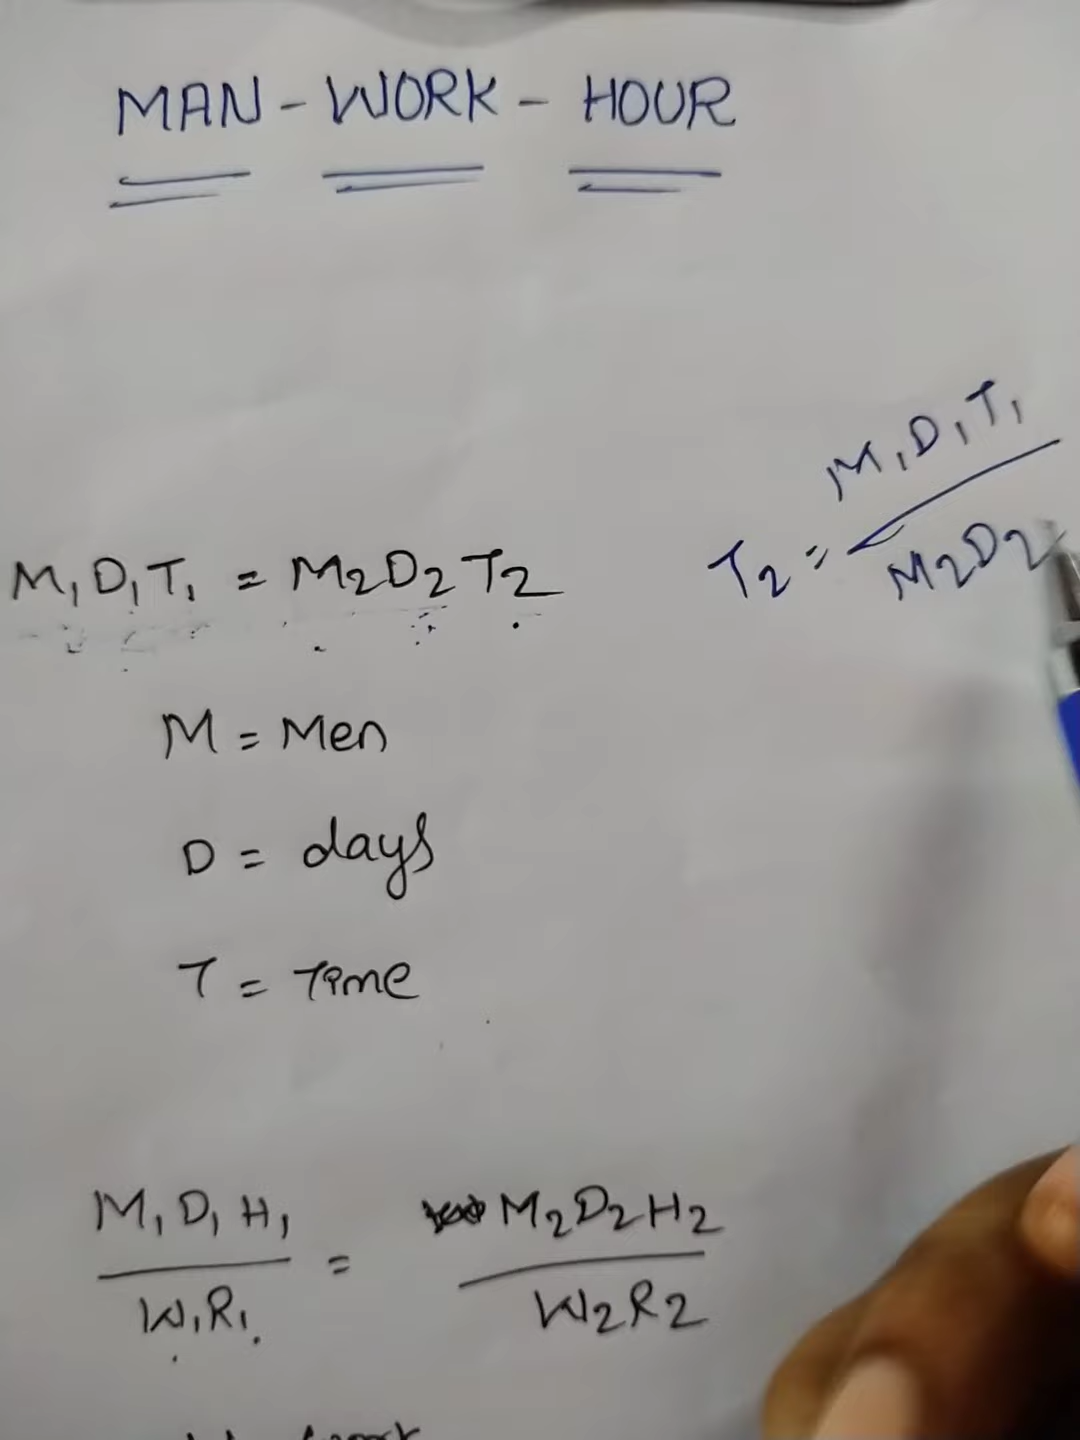 MAN - WORK - HOUR
M₁D₁T₁ = M₂D₂T₂
T₂ = M₁D₁T₁ / M₂D₂
M = Men
D = days
T = Time
M₁D₁H₁ / W₁R₁ = M₂D₂H₂ / W₂R₂